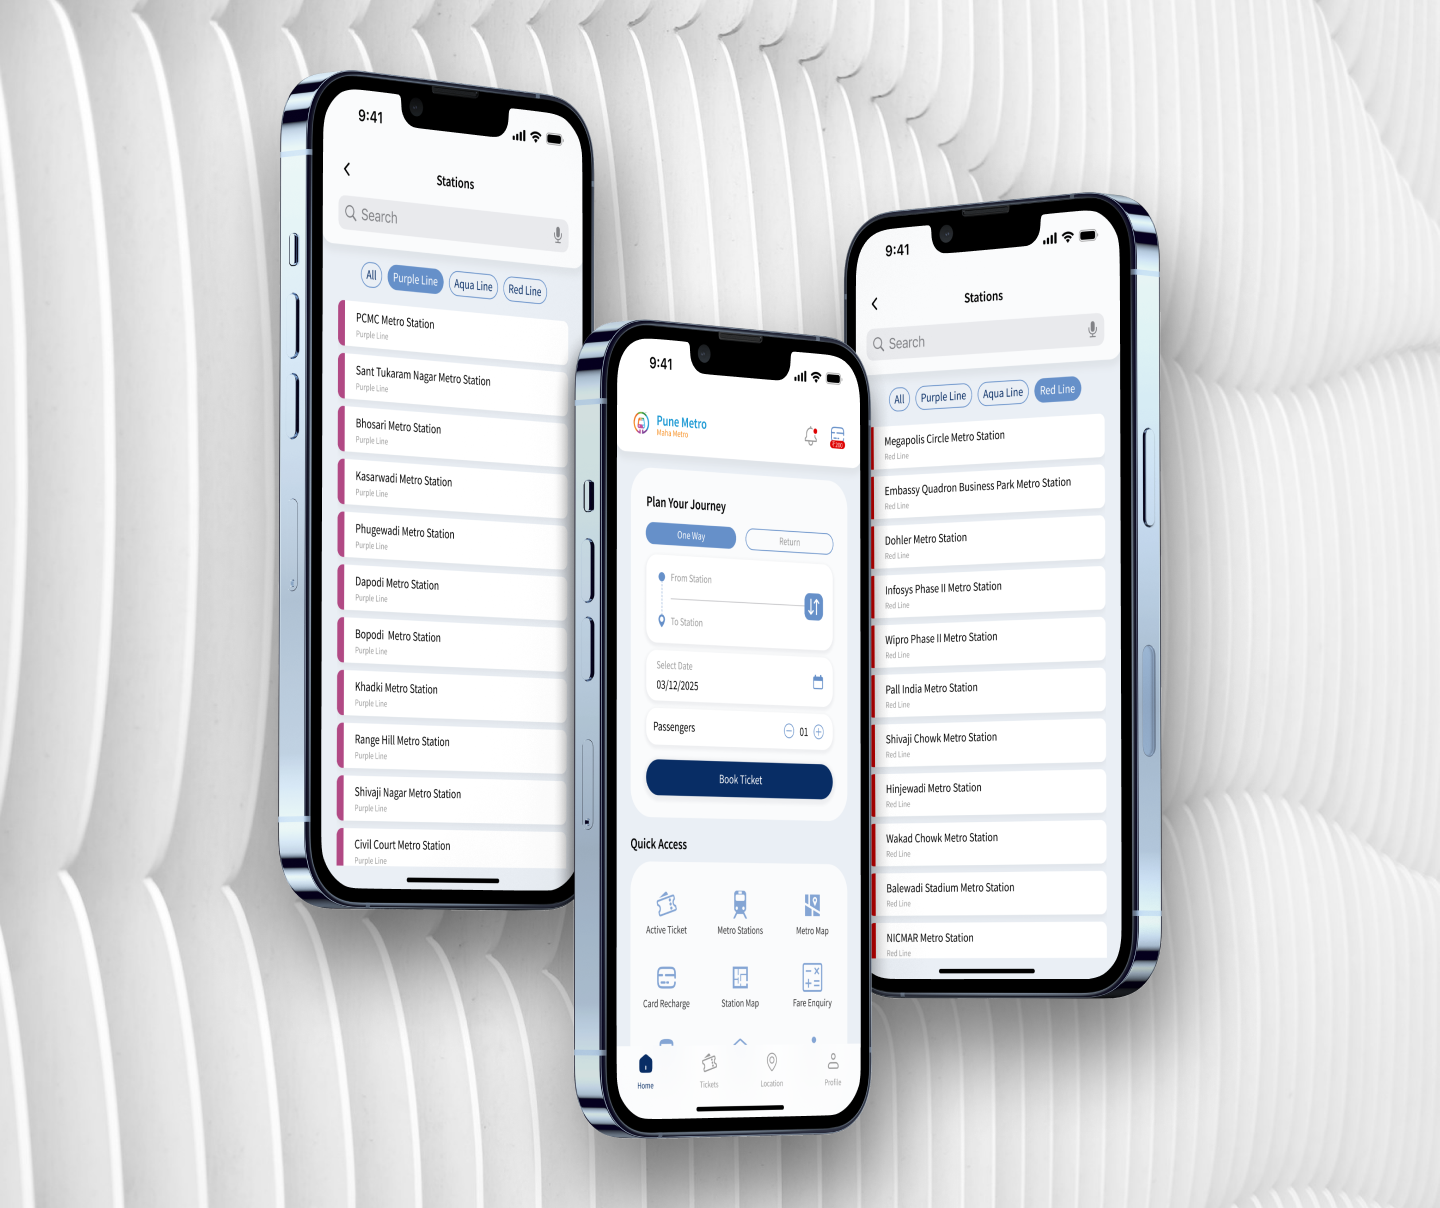 9:41
Stations
Search
All
Purple Line
Aqua Line
Red Line
PCMC Metro Station
Purple Line
Sant Tukaram Nagar Metro Station
Purple Line
Bhosari Metro Station
Purple Line
Kasarwadi Metro Station
Purple Line
Phugewadi Metro Station
Purple Line
Dapodi Metro Station
Purple Line
Bopodi Metro Station
Purple Line
Khadki Metro Station
Purple Line
Range Hill Metro Station
Purple Line
Shivaji Nagar Metro Station
Purple Line
Civil Court Metro Station
Purple Line
9:41
Pune Metro
Maha Metro
Plan Your Journey
One Way
Return
From Station
To Station
Select Date
03/12/2025
Passengers
01
Book Ticket
Quick Access
Active Ticket
Metro Stations
Metro Map
Card Recharge
Station Map
Fare Enquiry
Home
Tickets
Location
Profile
9:41
Stations
Search
All
Purple Line
Aqua Line
Red Line
Megapolis Circle Metro Station
Red Line
Embassy Quadron Business Park Metro Station
Red Line
Dohler Metro Station
Red Line
Infosys Phase II Metro Station
Red Line
Wipro Phase II Metro Station
Red Line
Pall India Metro Station
Red Line
Shivaji Chowk Metro Station
Red Line
Hinjewadi Metro Station
Red Line
Wakad Chowk Metro Station
Red Line
Balewadi Stadium Metro Station
Red Line
NICMAR Metro Station
Red Line